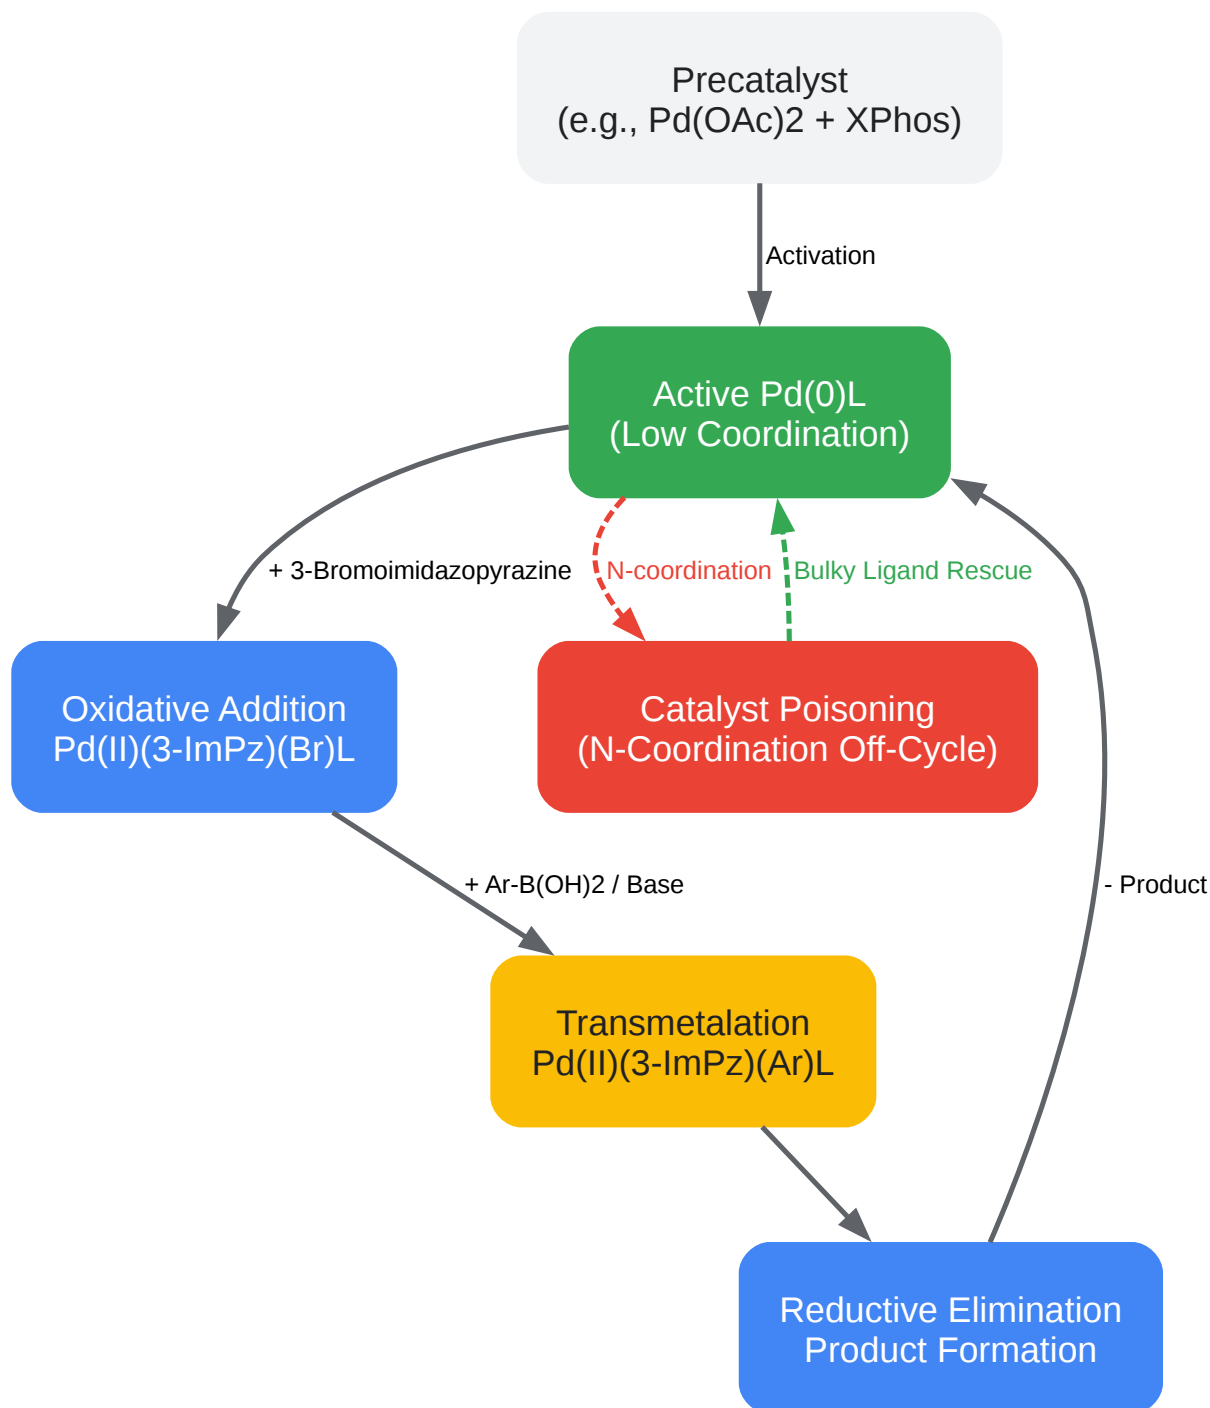 Precatalyst
(e.g., Pd(OAc)2 + XPhos)
Activation
Active Pd(0)L
(Low Coordination)
+ 3-Bromoimidazopyrazine
N-coordination
Bulky Ligand Rescue
Oxidative Addition
Pd(II)(3-ImPz)(Br)L
Catalyst Poisoning
(N-Coordination Off-Cycle)
+ Ar-B(OH)2 / Base
- Product
Transmetalation
Pd(II)(3-ImPz)(Ar)L
Reductive Elimination
Product Formation